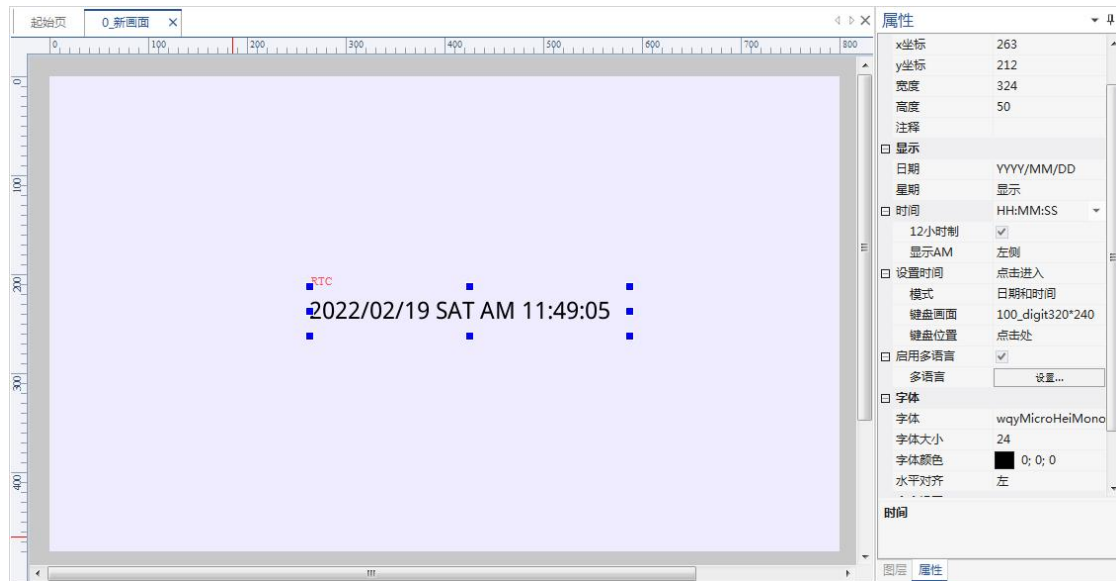 起始页 0_新画面
属性
0 100 200 300 400 500 600 700 800
0
100
200
300
400
RTC
2022/02/19 SAT AM 11:49:05
x坐标 263
y坐标 212
宽度 324
高度 50
注释
显示
日期 YYYY/MM/DD
星期 显示
时间 HH:MM:SS
12小时制
显示AM 左侧
设置时间 点击进入
模式 日期和时间
键盘画面 100_digit320*240
键盘位置 点击处
启用多语言
多语言 设置...
字体
字体 wqyMicroHeiMono
字体大小 24
字体颜色 0; 0; 0
水平对齐 左
时间
图层 属性